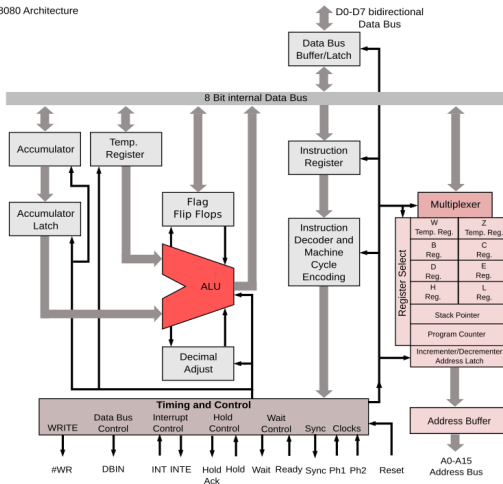 8080 Architecture
D0-D7 bidirectional
Data Bus
Data Bus
Buffer/Latch
8 Bit internal Data Bus
Accumulator
Temp.
Register
Instruction
Register
Accumulator
Latch
Flag
Flip Flops
Instruction
Decoder and
Machine
Cycle
Encoding
ALU
Decimal
Adjust
Multiplexer
Register Select
W
Temp. Reg.
Z
Temp. Reg.
B
Reg.
C
Reg.
D
Reg.
E
Reg.
H
Reg.
L
Reg.
Stack Pointer
Program Counter
Incrementer/Decrementer
Address Latch
Address Buffer
A0-A15
Address Bus
Timing and Control
WRITE
Data Bus
Control
Interrupt
Control
Hold
Control
Wait
Control
Sync
Clocks
#WR
DBIN
INT
INTE
Hold
Ack
Hold
Wait
Ready
Sync
Ph1
Ph2
Reset